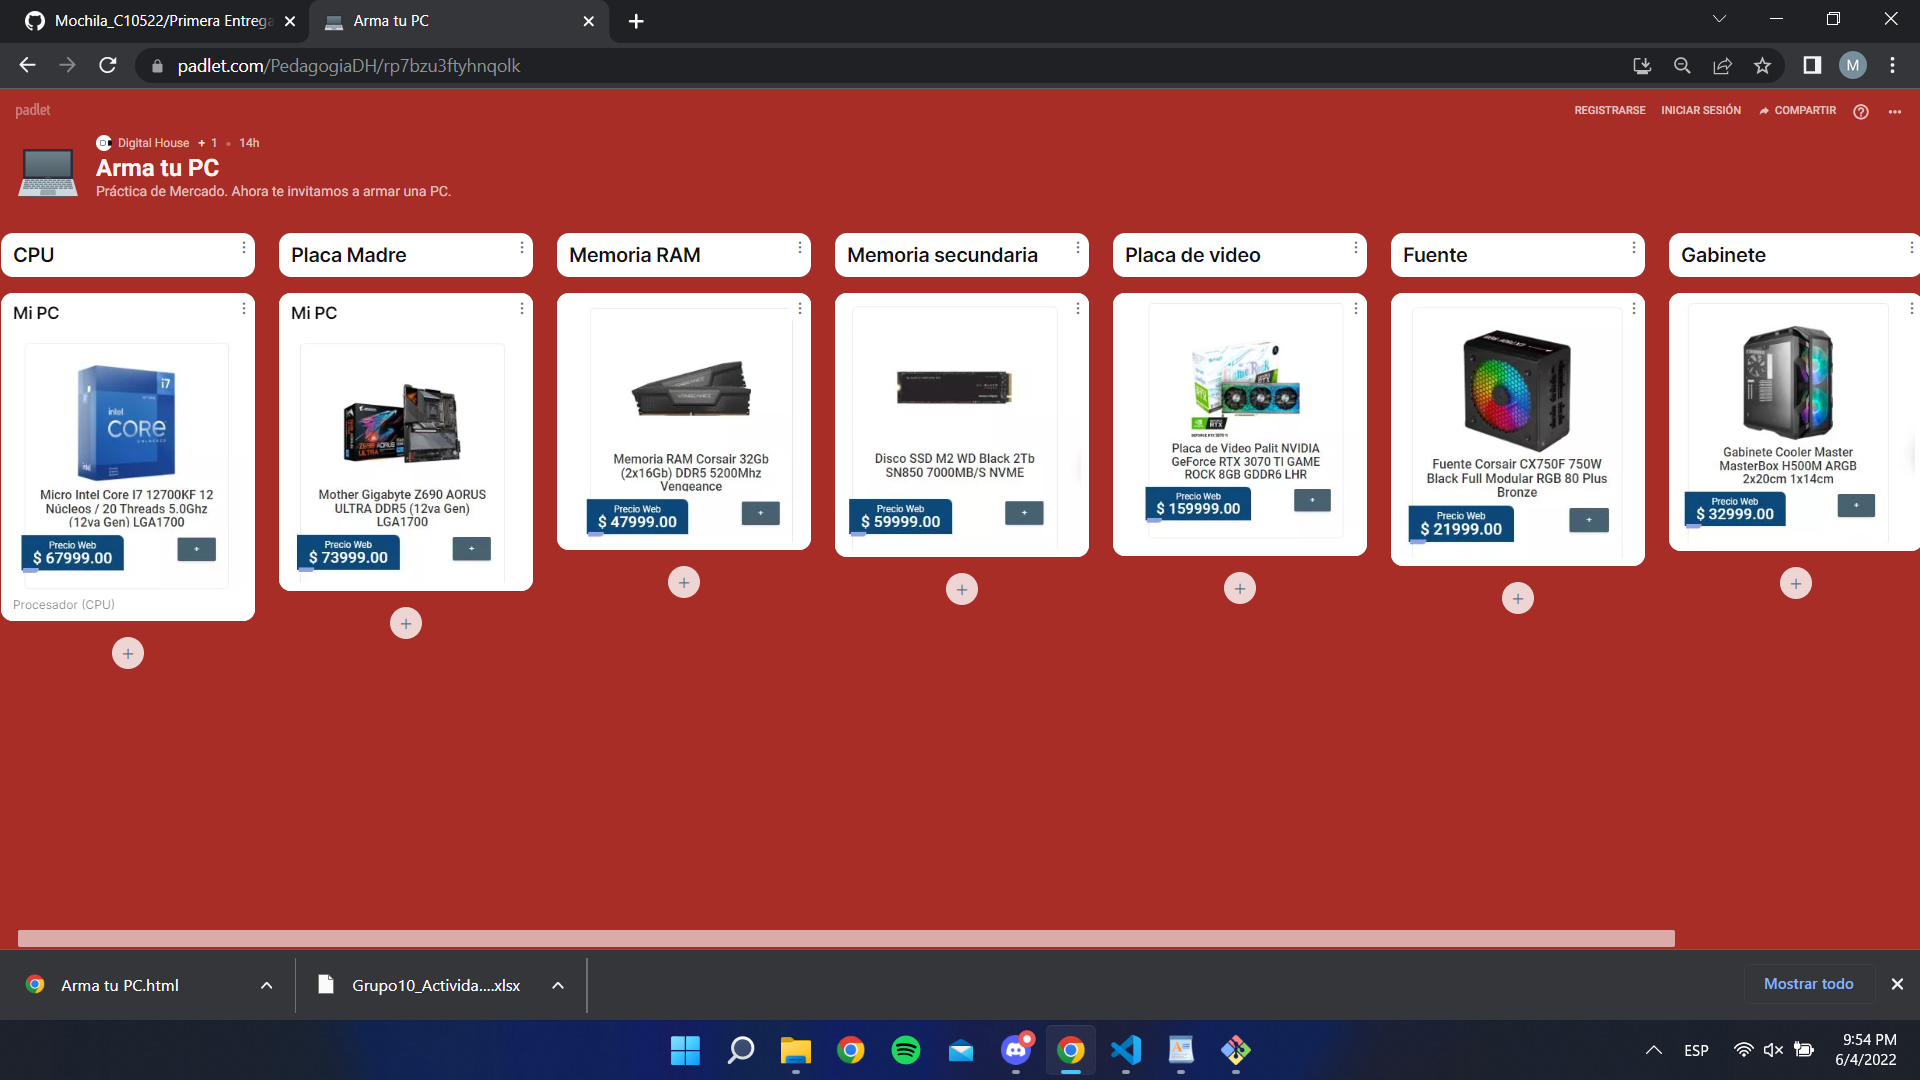 Mochila_C10522/Primera Entrega
Arma tu PC
padlet.com/PedagogiaDH/rp7bzu3ftyhnqolk
M
padlet
REGISTRARSE
INICIAR SESIÓN
COMPARTIR
Digital House + 1 • 14h
Arma tu PC
Práctica de Mercado. Ahora te invitamos a armar una PC.
CPU
Placa Madre
Memoria RAM
Memoria secundaria
Placa de video
Fuente
Gabinete
Mi PC
i7
intel
CORE
Micro Intel Core I7 12700KF 12
Núcleos / 20 Threads 5.0Ghz
(12va Gen) LGA1700
Precio Web
$ 67999.00
+
Procesador (CPU)
Mi PC
Mother Gigabyte Z690 AORUS
ULTRA DDR5 (12va Gen)
LGA1700
Precio Web
$ 73999.00
+
VENGEANCE
Memoria RAM Corsair 32Gb
(2x16Gb) DDR5 5200Mhz
Vengeance
Precio Web
$ 47999.00
+
Disco SSD M2 WD Black 2Tb
SN850 7000MB/S NVME
Precio Web
$ 59999.00
+
RTX
Placa de Video Palit NVIDIA
GeForce RTX 3070 TI GAME
ROCK 8GB GDDR6 LHR
Precio Web
$ 159999.00
+
Fuente Corsair CX750F 750W
Black Full Modular RGB 80 Plus
Bronze
Precio Web
$ 21999.00
+
Gabinete Cooler Master
MasterBox H500M ARGB
2x20cm 1x14cm
Precio Web
$ 32999.00
+
Arma tu PC.html
Grupo10_Activida....xlsx
Mostrar todo
ESP
9:54 PM
6/4/2022